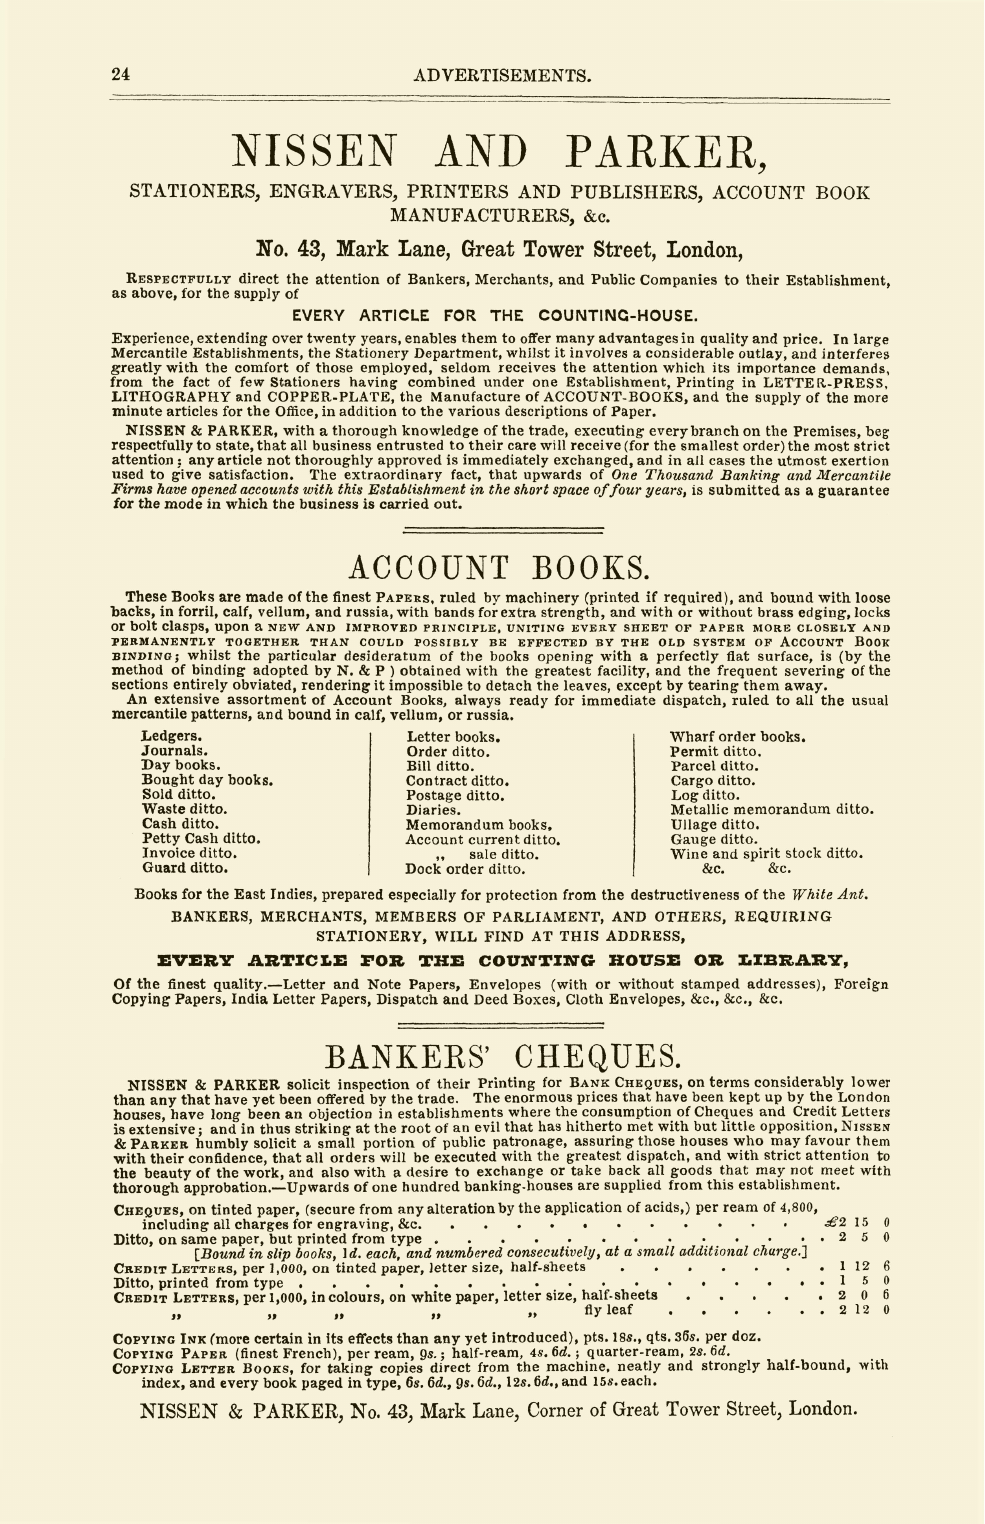 24
ADVERTISEMENTS.
NISSEN AND PARKER,
STATIONERS, ENGRAVERS, PRINTERS AND PUBLISHERS, ACCOUNT BOOK
MANUFACTURERS, &c.
No. 43, Mark Lane, Great Tower Street, London,
RESPECTFULLY direct the attention of Bankers, Merchants, and Public Companies to their Establishment,
as above, for the supply of
EVERY ARTICLE FOR THE COUNTING-HOUSE.
Experience, extending over twenty years, enables them to offer many advantages in quality and price. In large
Mercantile Establishments, the Stationery Department, whilst it involves a considerable outlay, and interferes
greatly with the comfort of those employed, seldom receives the attention which its importance demands,
from the fact of few Stationers having combined under one Establishment, Printing in LETTER-PRESS,
LITHOGRAPHY and COPPER-PLATE, the Manufacture of ACCOUNT-BOOKS, and the supply of the more
minute articles for the Office, in addition to the various descriptions of Paper.
NISSEN & PARKER, with a thorough knowledge of the trade, executing every branch on the Premises, beg
respectfully to state, that all business entrusted to their care will receive (for the smallest order) the most strict
attention; any article not thoroughly approved is immediately exchanged, and in all cases the utmost exertion
used to give satisfaction. The extraordinary fact, that upwards of One Thousand Banking and Mercantile
Firms have opened accounts with this Establishment in the short space of four years, is submitted as a guarantee
for the mode in which the business is carried out.
ACCOUNT BOOKS.
These Books are made of the finest PAPERS, ruled by machinery (printed if required), and bound with loose
backs, in forril, calf, vellum, and russia, with bands for extra strength, and with or without brass edging, locks
or bolt clasps, upon a NEW AND IMPROVED PRINCIPLE, UNITING EVERY SHEET OF PAPER MORE CLOSELY AND
PERMANENTLY TOGETHER THAN COULD POSSIBLY BE EFFECTED BY THE OLD SYSTEM OF ACCOUNT BOOK
BINDING; whilst the particular desideratum of the books opening with a perfectly flat surface, is (by the
method of binding adopted by N. & P ) obtained with the greatest facility, and the frequent severing of the
sections entirely obviated, rendering it impossible to detach the leaves, except by tearing them away.
An extensive assortment of Account Books, always ready for immediate dispatch, ruled to all the usual
mercantile patterns, and bound in calf, vellum, or russia.
Ledgers.
Journals.
Day books.
Bought day books.
Sold ditto.
Waste ditto.
Cash ditto.
Petty Cash ditto.
Invoice ditto.
Guard ditto.
Letter books.
Order ditto.
Bill ditto.
Contract ditto.
Postage ditto.
Diaries.
Memorandum books.
Account current ditto.
„ sale ditto.
Dock order ditto.
Wharf order books.
Permit ditto.
Parcel ditto.
Cargo ditto.
Log ditto.
Metallic memorandum ditto.
Ullage ditto.
Gauge ditto.
Wine and spirit stock ditto.
&c. &c.
Books for the East Indies, prepared especially for protection from the destructiveness of the White Ant.
BANKERS, MERCHANTS, MEMBERS OF PARLIAMENT, AND OTHERS, REQUIRING
STATIONERY, WILL FIND AT THIS ADDRESS,
EVERY ARTICLE FOR THE COUNTING HOUSE OR LIBRARY,
Of the finest quality.—Letter and Note Papers, Envelopes (with or without stamped addresses), Foreign
Copying Papers, India Letter Papers, Dispatch and Deed Boxes, Cloth Envelopes, &c., &c., &c.
BANKERS' CHEQUES.
NISSEN & PARKER solicit inspection of their Printing for BANK CHEQUES, on terms considerably lower
than any that have yet been offered by the trade. The enormous prices that have been kept up by the London
houses, have long been an objection in establishments where the consumption of Cheques and Credit Letters
is extensive; and in thus striking at the root of an evil that has hitherto met with but little opposition, NISSEN
& PARKER humbly solicit a small portion of public patronage, assuring those houses who may favour them
with their confidence, that all orders will be executed with the greatest dispatch, and with strict attention to
the beauty of the work, and also with a desire to exchange or take back all goods that may not meet with
thorough approbation.—Upwards of one hundred banking-houses are supplied from this establishment.
CHEQUES, on tinted paper, (secure from any alteration by the application of acids,) per ream of 4,800,
including all charges for engraving, &c. . . . . . . . . . . . £2 15 0
Ditto, on same paper, but printed from type . . . . . . . . . . . . . 2 5 0
[Bound in slip books, 1d. each, and numbered consecutively, at a small additional charge.]
CREDIT LETTERS, per 1,000, on tinted paper, letter size, half-sheets . . . . . . . 1 12 6
Ditto, printed from type . . . . . . . . . . . . . . . . . 1 5 0
CREDIT LETTERS, per 1,000, in colours, on white paper, letter size, half-sheets . . . . . 2 0 6
„ „ „ „ „ fly leaf . . . . . . 2 12 0
COPYING INK (more certain in its effects than any yet introduced), pts. 18s., qts. 36s. per doz.
COPYING PAPER (finest French), per ream, 9s.; half-ream, 4s. 6d.; quarter-ream, 2s. 6d.
COPYING LETTER BOOKS, for taking copies direct from the machine, neatly and strongly half-bound, with
index, and every book paged in type, 6s. 6d., 9s. 6d., 12s. 6d., and 15s. each.
NISSEN & PARKER, No. 43, Mark Lane, Corner of Great Tower Street, London.